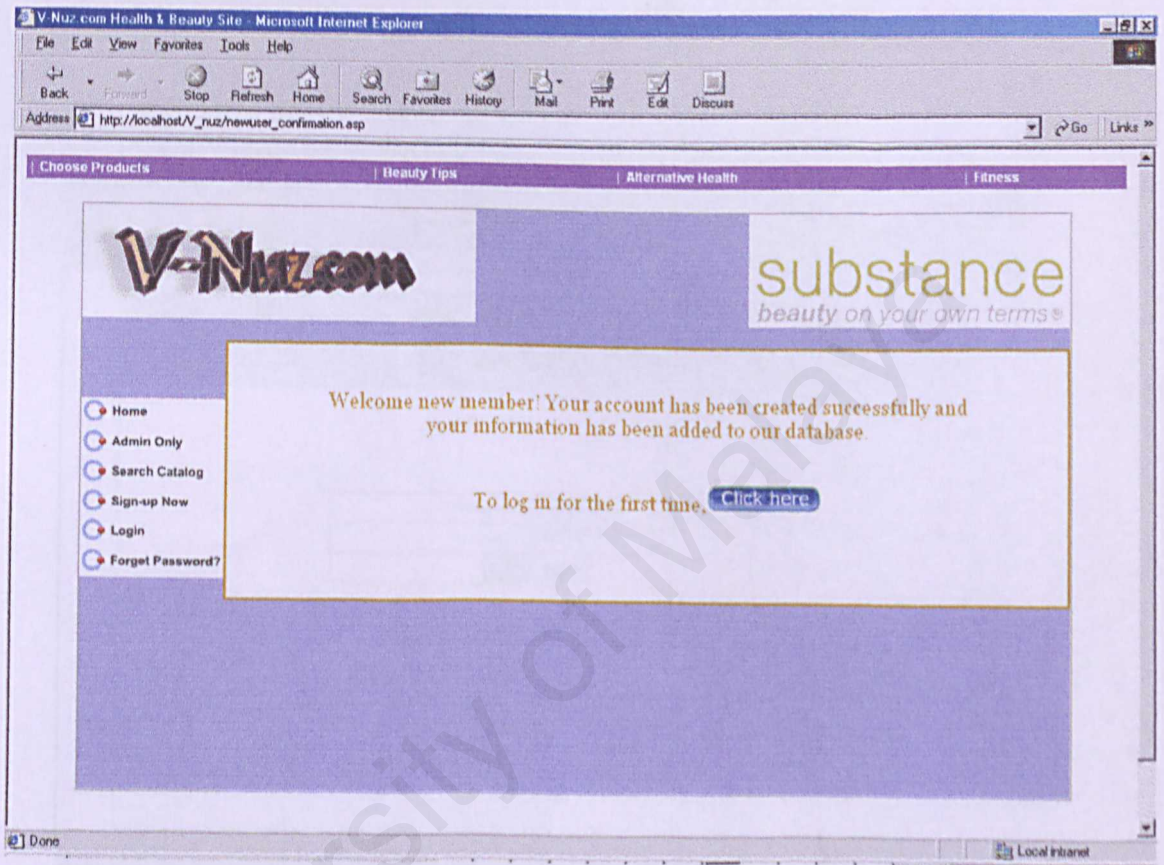 V-Nuz.com Health & Beauty Site - Microsoft Internet Explorer
File Edit View Favorites Tools Help
Back Forward Stop Refresh Home Search Favorites History Mail Print Edit Discuss
Address http://localhost/V_nuz/newuser_confirmation.asp Go Links »
| Choose Products | Beauty Tips | Alternative Health | Fitness
V-Nuz.com
substance
beauty on your own terms®
Home
Admin Only
Search Catalog
Sign-up Now
Login
Forget Password?
Welcome new member! Your account has been created successfully and
your information has been added to our database.
To log in for the first time, Click here
Done Local intranet
University of Malaya